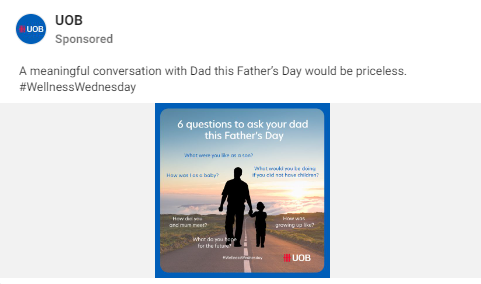 UOB
UOB
Sponsored
A meaningful conversation with Dad this Father's Day would be priceless.
#WellnessWednesday
6 questions to ask your dad
this Father's Day
What were you like at
What would you be doing
if you did not have children?
How was I as a baby?
How did you
and mum meet?
How was
growing up like?
What do you hope
for the future?
#WellnessWednesday
UOB